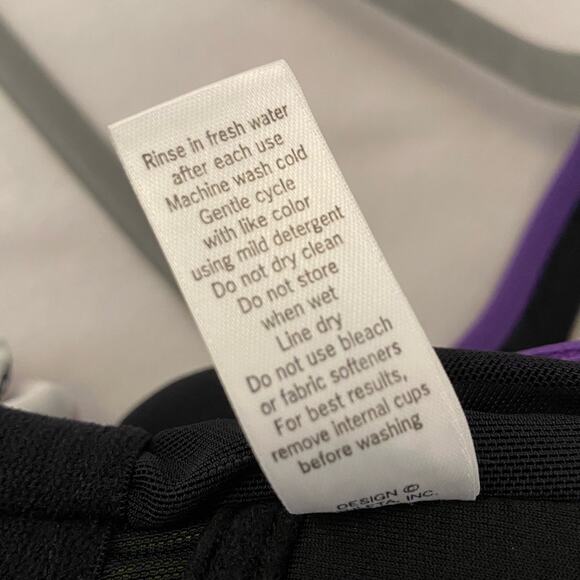 Rinse in fresh water
after each use
Machine wash cold
Gentle cycle
with like color
using mild detergent
Do not dry clean
Do not store
when wet
Line dry
Do not use bleach
or fabric softeners
For best results,
remove internal cups
before washing
DESIGN ©
INC.